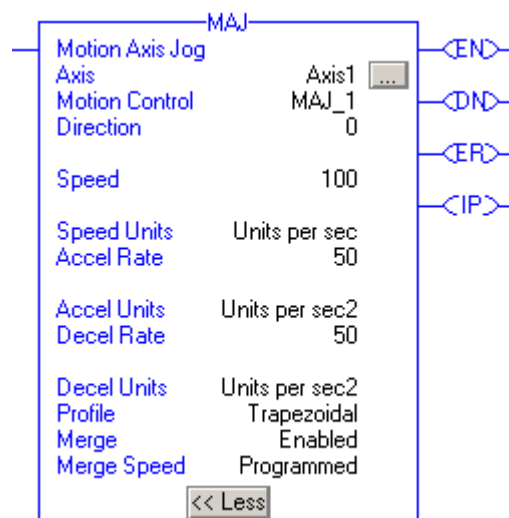 MAJ
Motion Axis Jog
Axis Axis1 ...
Motion Control MAJ_1
Direction 0
Speed 100
Speed Units Units per sec
Accel Rate 50
Accel Units Units per sec2
Decel Rate 50
Decel Units Units per sec2
Profile Trapezoidal
Merge Enabled
Merge Speed Programmed
<< Less
EN
DN
ER
IP